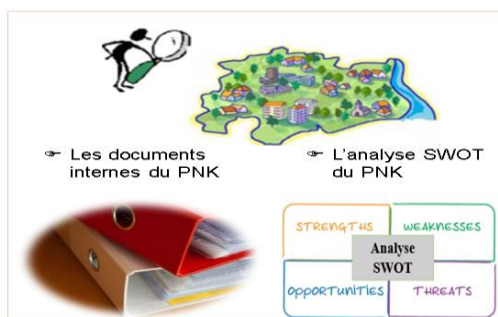 ☞ Les documents
internes du PNK
☞ L'analyse SWOT
du PNK
STRENGTHS
WEAKNESSES
Analyse
SWOT
OPPORTUNITIES
THREATS